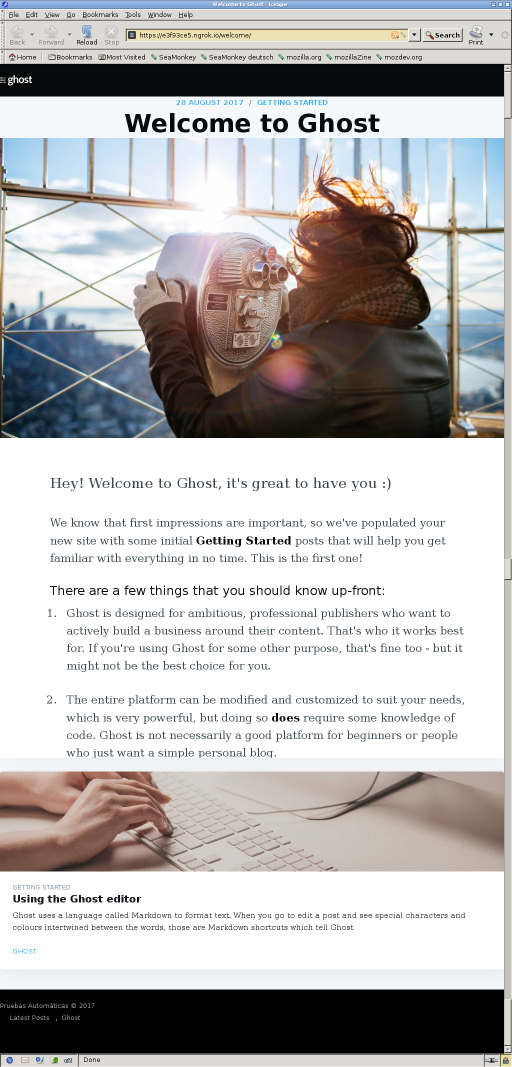 Welcome to Ghost - Iceape
File Edit View Go Bookmarks Tools Window Help
Back Forward Reload Stop https://e3f93ce5.ngrok.io/welcome/ Search Print
Home Bookmarks Most Visited SeaMonkey SeaMonkey deutsch mozilla.org mozillaZine mozdev.org
ghost
28 AUGUST 2017 / GETTING STARTED
Welcome to Ghost
Hey! Welcome to Ghost, it's great to have you :)
We know that first impressions are important, so we've populated your
new site with some initial Getting Started posts that will help you get
familiar with everything in no time. This is the first one!
There are a few things that you should know up-front:
1. Ghost is designed for ambitious, professional publishers who want to
actively build a business around their content. That's who it works best
for. If you're using Ghost for some other purpose, that's fine too - but it
might not be the best choice for you.
2. The entire platform can be modified and customized to suit your needs,
which is very powerful, but doing so does require some knowledge of
code. Ghost is not necessarily a good platform for beginners or people
who just want a simple personal blog.
GETTING STARTED
Using the Ghost editor
Ghost uses a language called Markdown to format text. When you go to edit a post and see special characters and
colours intertwined between the words, those are Markdown shortcuts which tell Ghost
GHOST
Pruebas Automáticas © 2017
Latest Posts , Ghost
Done